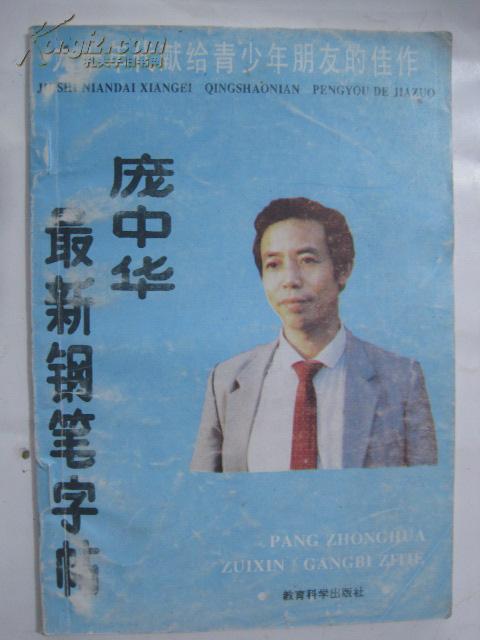 Kongfz.com
孔夫子旧书网
献给青少年朋友的佳作
NIANDAI XIANGEI QINGSHAONIAN PENGYOU DE JIAZUO
庞中华
最新钢笔字帖
PANG ZHONGHUA
ZUIXIN GANGBI ZITIE
教育科学出版社